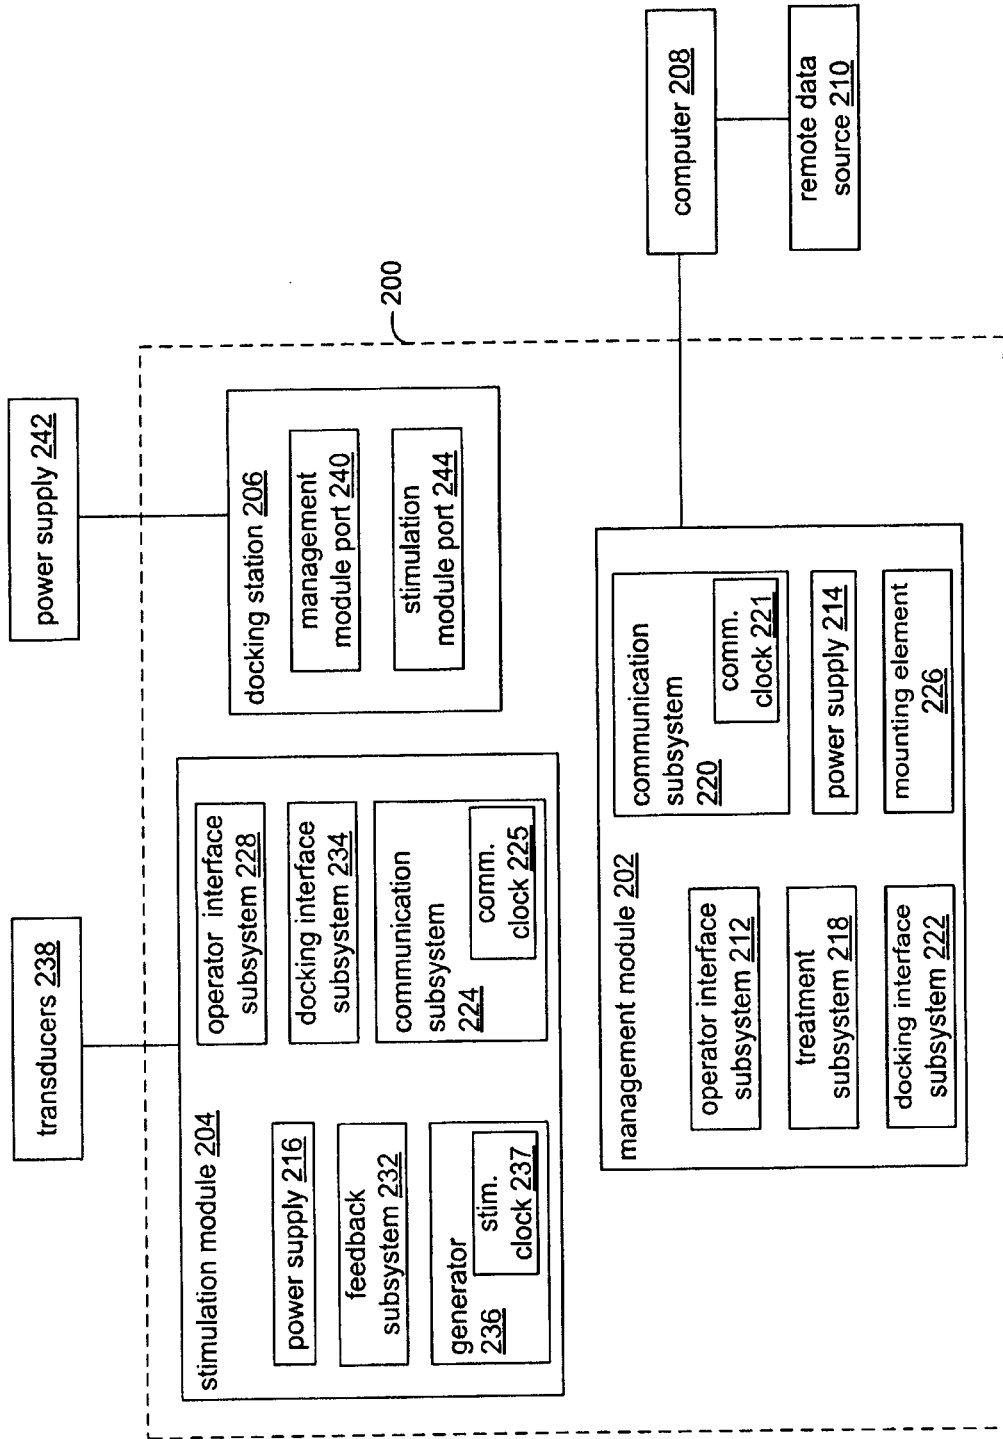 transducers 238
power supply 242
200
stimulation module 204
power supply 216
feedback
subsystem 232
generator
236
stim.
clock 237
operator interface
subsystem 228
docking interface
subsystem 234
communication
subsystem
224
comm.
clock 225
docking station 206
management
module port 240
stimulation
module port 244
management module 202
operator interface
subsystem 212
treatment
subsystem 218
docking interface
subsystem 222
communication
subsystem
220
comm.
clock 221
power supply 214
mounting element
226
computer 208
remote data
source 210